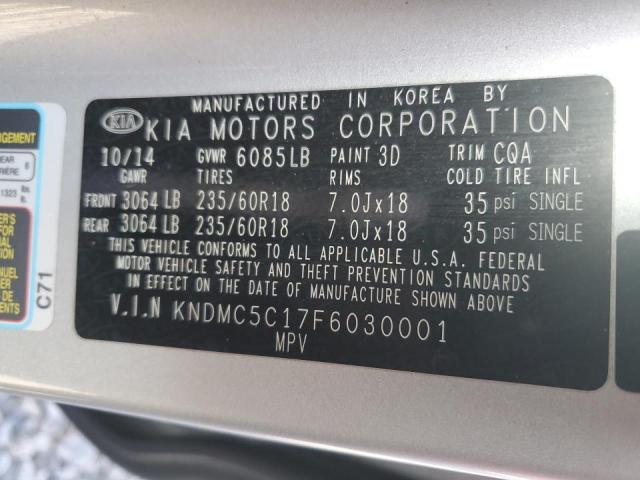 MANUFACTURED IN KOREA BY
KIA KIA MOTORS CORPORATION
10/14 GVWR 6085LB PAINT 3D TRIM CQA
GAWR TIRES RIMS COLD TIRE INFL
FRONT 3064 LB 235/60R18 7.0Jx18 35 psi SINGLE
REAR 3064 LB 235/60R18 7.0Jx18 35 psi SINGLE
THIS VEHICLE CONFORMS TO ALL APPLICABLE U.S.A. FEDERAL
MOTOR VEHICLE SAFETY AND THEFT PREVENTION STANDARDS
IN EFFECT ON THE DATE OF MANUFACTURE SHOWN ABOVE
V.I.N KNDMC5C17F6030001
MPV
C71
1323 lbs